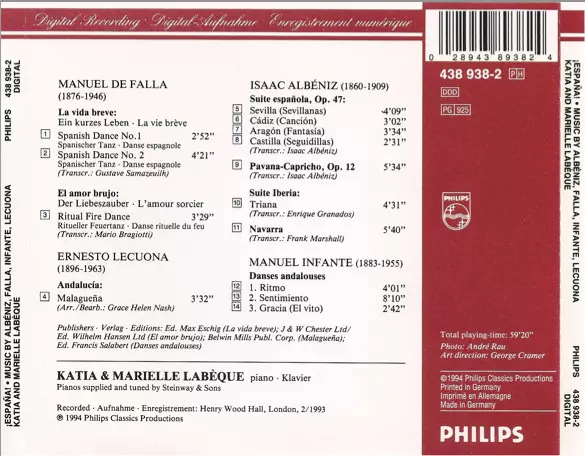 Digital Recording · Digital-Aufnahme · Enregistrement numérique
0 28943 89382 4
438 938-2 PH
DDD
PG 925
MANUEL DE FALLA
(1876-1946)
La vida breve:
Ein kurzes Leben · La vie brève
1 Spanish Dance No.1 2’52”
Spanischer Tanz · Danse espagnole
2 Spanish Dance No. 2 4’21”
Spanischer Tanz · Danse espagnole
(Transcr.: Gustave Samazeuilh)
El amor brujo:
Der Liebeszauber · L’amour sorcier
3 Ritual Fire Dance 3’29”
Ritueller Feuertanz · Danse rituelle du feu
(Transcr.: Mario Bragiotti)
ERNESTO LECUONA
(1896-1963)
Andalucía:
4 Malagueña 3’32”
(Arr./Bearb.: Grace Helen Nash)
ISAAC ALBÉNIZ (1860-1909)
Suite española, Op. 47:
5 Sevilla (Sevillanas) 4’09”
6 Cádiz (Canción) 3’02”
7 Aragón (Fantasía) 3’34”
8 Castilla (Seguidillas) 2’31”
(Transcr.: Isaac Albéniz)
9 Pavana-Capricho, Op. 12 5’34”
(Transcr.: Isaac Albéniz)
Suite Iberia:
10 Triana 4’31”
(Transcr.: Enrique Granados)
11 Navarra 5’40”
(Transcr.: Frank Marshall)
MANUEL INFANTE (1883-1955)
Danses andalouses
12 1. Ritmo 4’01”
13 2. Sentimiento 8’10”
14 3. Gracia (El vito) 2’42”
Publishers · Verlag · Editions: Ed. Max Eschig (La vida breve); J & W Chester Ltd/
Ed. Wilhelm Hansen Ltd (El amor brujo); Belwin Mills Publ. Corp. (Malagueña);
Ed. Francis Salabert (Danses andalouses)
KATIA & MARIELLE LABÈQUE piano · Klavier
Pianos supplied and tuned by Steinway & Sons
Recorded · Aufnahme · Enregistrement: Henry Wood Hall, London, 2/1993
℗ 1994 Philips Classics Productions
PHILIPS
Total playing-time: 59’20”
Photo: André Rau
Art direction: George Cramer
©1994 Philips Classics Productions
Printed in Germany
Imprimé en Allemagne
Made in Germany
PHILIPS
¡ESPAÑA! • MUSIC BY ALBÉNIZ, FALLA, INFANTE, LECUONA PHILIPS 438 938-2
KATIA AND MARIELLE LABÈQUE DIGITAL
¡ESPAÑA! • MUSIC BY ALBÉNIZ, FALLA, INFANTE, LECUONA PHILIPS 438 938-2
KATIA AND MARIELLE LABÈQUE DIGITAL